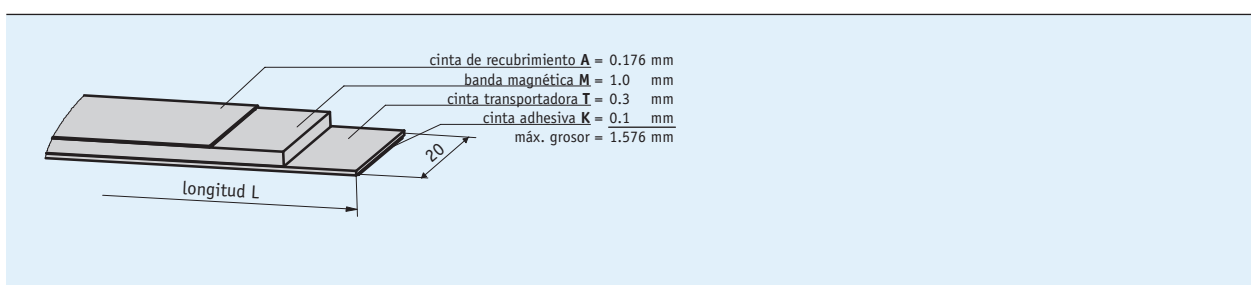 cinta de recubrimiento A = 0.176 mm
banda magnética M = 1.0 mm
cinta transportadora T = 0.3 mm
cinta adhesiva K = 0.1 mm
máx. grosor = 1.576 mm
20
longitud L